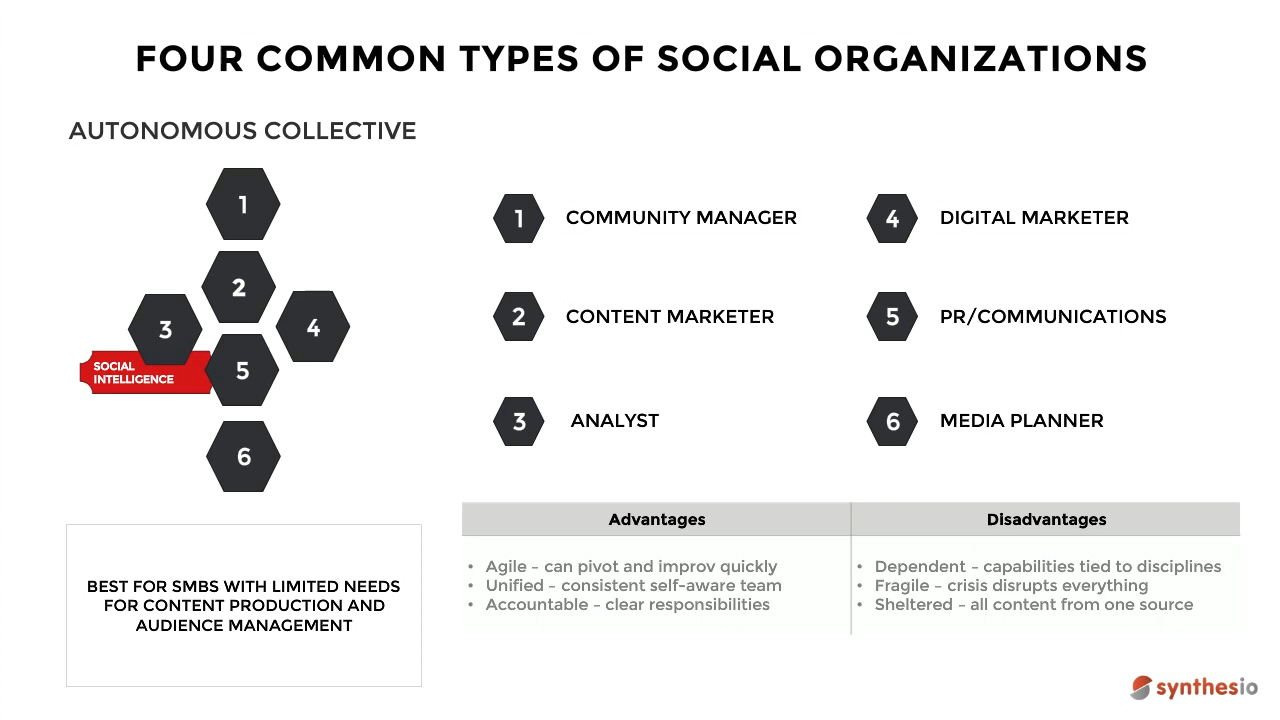 FOUR COMMON TYPES OF SOCIAL ORGANIZATIONS
AUTONOMOUS COLLECTIVE
1
2
3
4
SOCIAL
INTELLIGENCE
5
6
1 COMMUNITY MANAGER
4 DIGITAL MARKETER
2 CONTENT MARKETER
5 PR/COMMUNICATIONS
3 ANALYST
6 MEDIA PLANNER
BEST FOR SMBS WITH LIMITED NEEDS
FOR CONTENT PRODUCTION AND
AUDIENCE MANAGEMENT
Advantages
• Agile – can pivot and improv quickly
• Unified – consistent self-aware team
• Accountable – clear responsibilities
Disadvantages
• Dependent – capabilities tied to disciplines
• Fragile – crisis disrupts everything
• Sheltered – all content from one source
synthesio